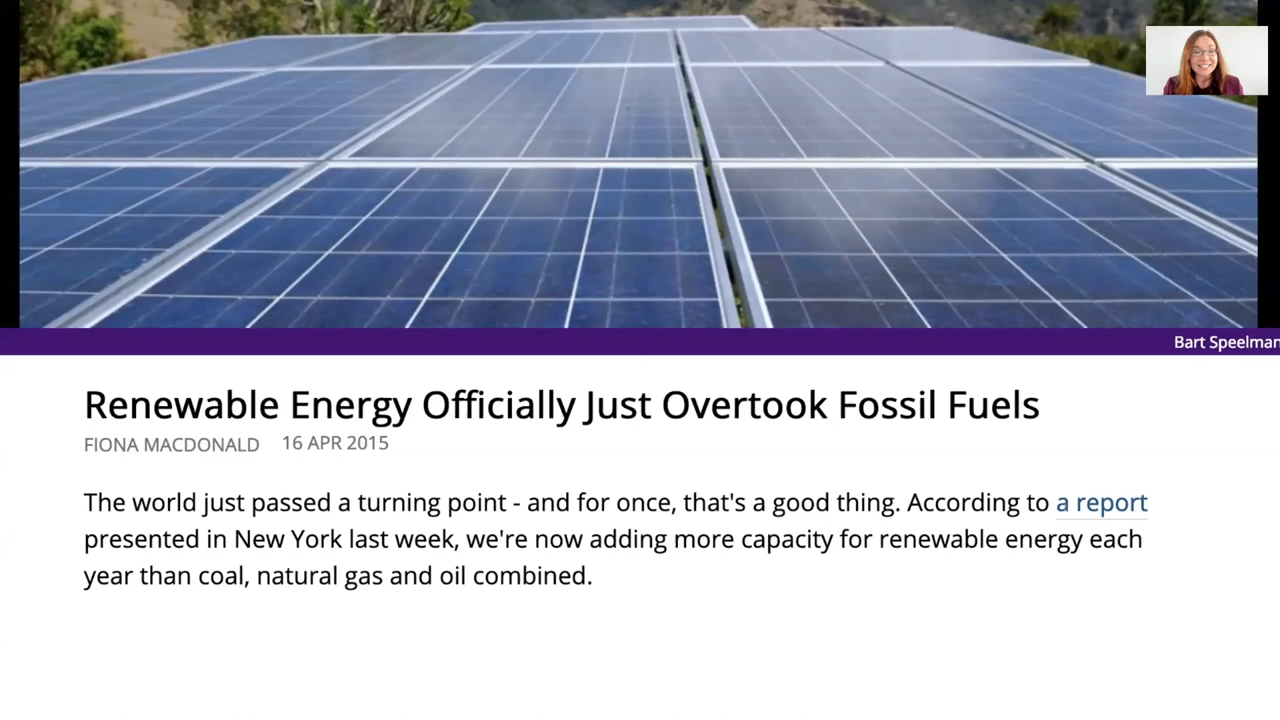 Bart Speelman
Renewable Energy Officially Just Overtook Fossil Fuels
FIONA MACDONALD 16 APR 2015
The world just passed a turning point - and for once, that's a good thing. According to a report
presented in New York last week, we're now adding more capacity for renewable energy each
year than coal, natural gas and oil combined.